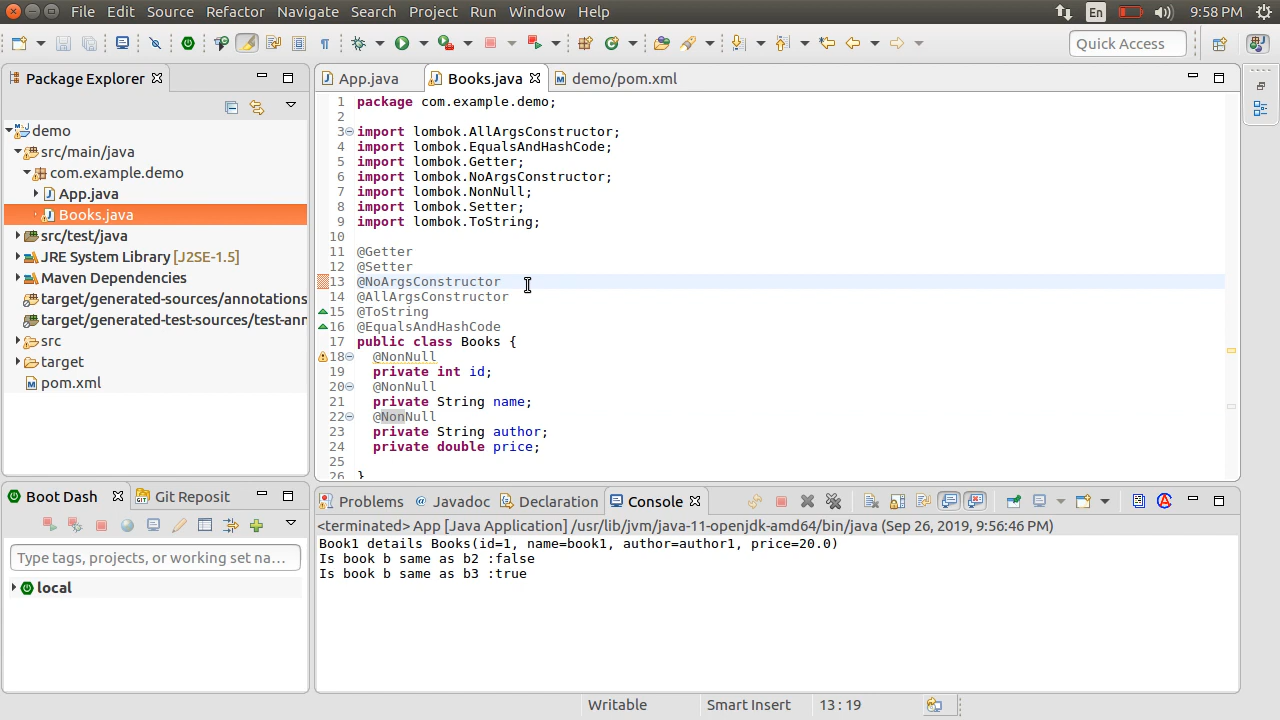 File Edit Source Refactor Navigate Search Project Run Window Help En 9:58 PM
Quick Access
Package Explorer
demo
src/main/java
com.example.demo
App.java
Books.java
src/test/java
JRE System Library [J2SE-1.5]
Maven Dependencies
target/generated-sources/annotations
target/generated-test-sources/test-anr
src
target
pom.xml
App.java Books.java demo/pom.xml
1 package com.example.demo;
2
3 import lombok.AllArgsConstructor;
4 import lombok.EqualsAndHashCode;
5 import lombok.Getter;
6 import lombok.NoArgsConstructor;
7 import lombok.NonNull;
8 import lombok.Setter;
9 import lombok.ToString;
10
11 @Getter
12 @Setter
13 @NoArgsConstructor
14 @AllArgsConstructor
15 @ToString
16 @EqualsAndHashCode
17 public class Books {
18 @NonNull
19 private int id;
20 @NonNull
21 private String name;
22 @NonNull
23 private String author;
24 private double price;
25
26 }
Boot Dash Git Reposit
Type tags, projects, or working set na...
local
Problems Javadoc Declaration Console
<terminated> App [Java Application] /usr/lib/jvm/java-11-openjdk-amd64/bin/java (Sep 26, 2019, 9:56:46 PM)
Book1 details Books(id=1, name=book1, author=author1, price=20.0)
Is book b same as b2 :false
Is book b same as b3 :true
Writable Smart Insert 13 : 19